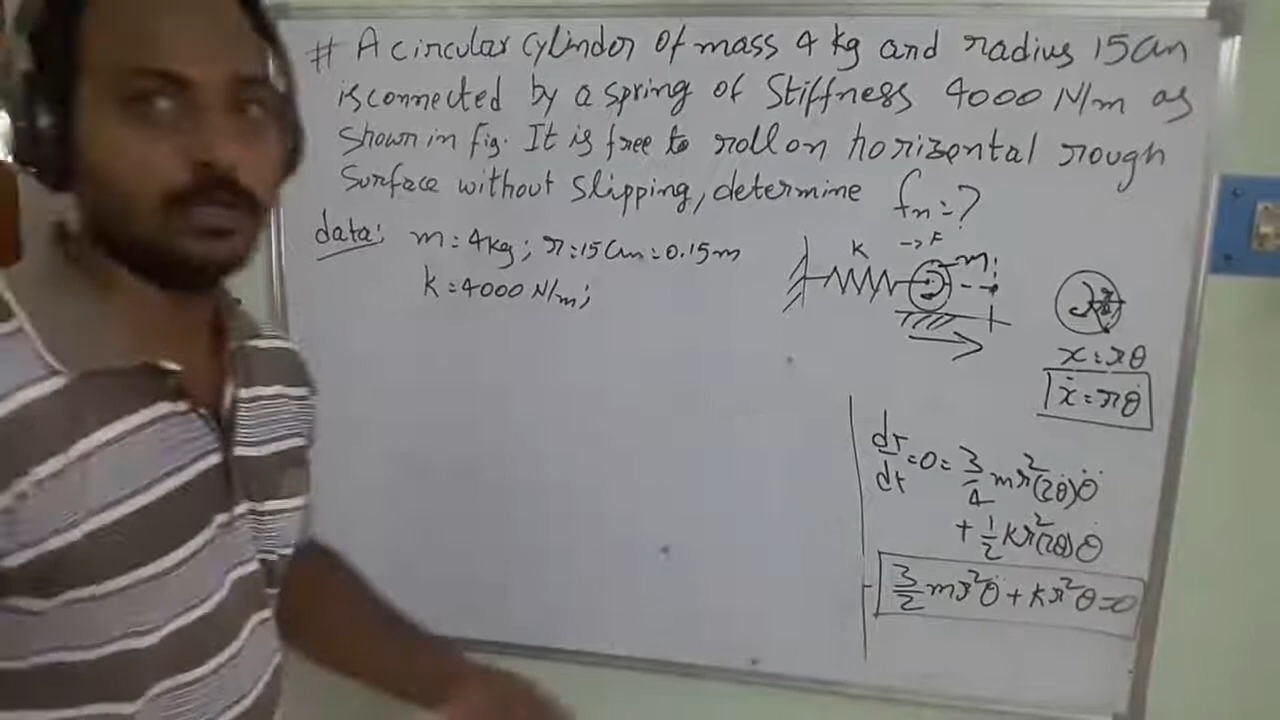 # A circular cylinder of mass 4 kg and radius 15cm
is connected by a spring of stiffness 4000 N/m as
shown in fig. It is free to roll on horizontal rough
surface without slipping, determine fn=?
data: m=4kg; r=15cm=0.15m
k=4000 N/m;
K →F m
x=rθ
ẋ=rθ̇
dT/dt=0=3/4 mr²(2θ̇)θ̈
+1/2 Kr²(2θ)θ̇
3/2 mr²θ̈+kr²θ=0